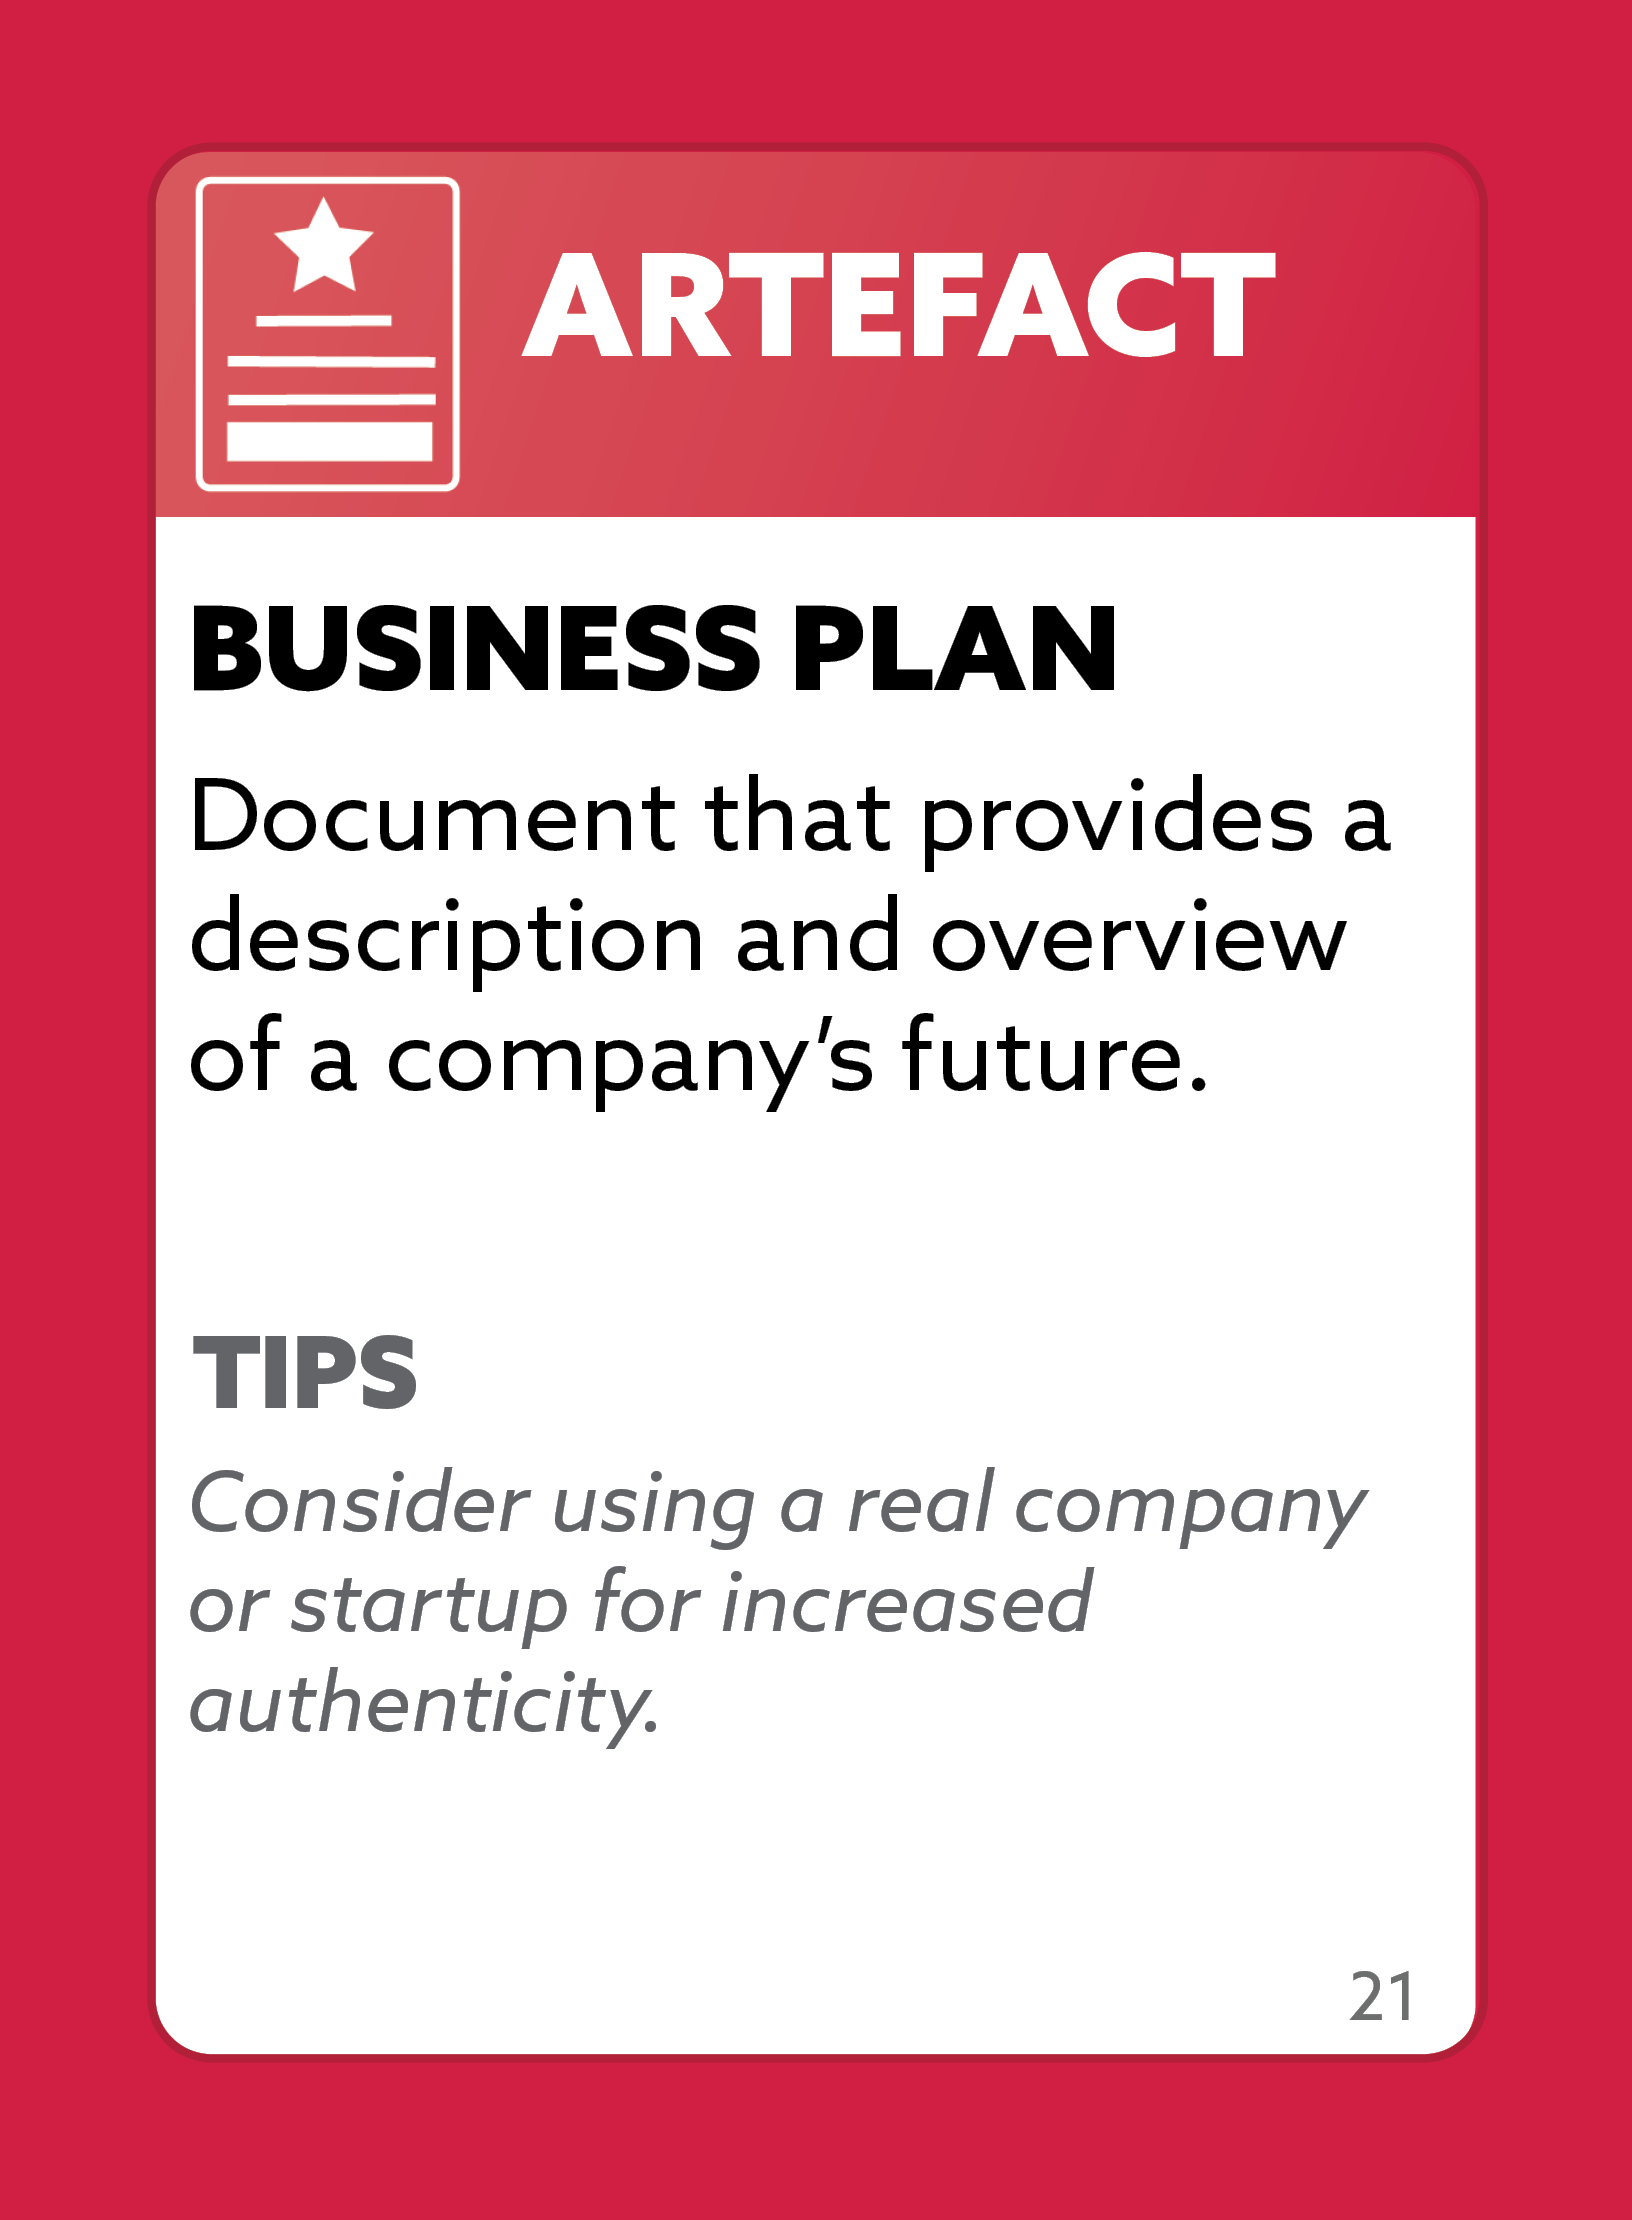 ARTEFACT
BUSINESS PLAN
Document that provides a
description and overview
of a company’s future.
TIPS
Consider using a real company
or startup for increased
authenticity.
21